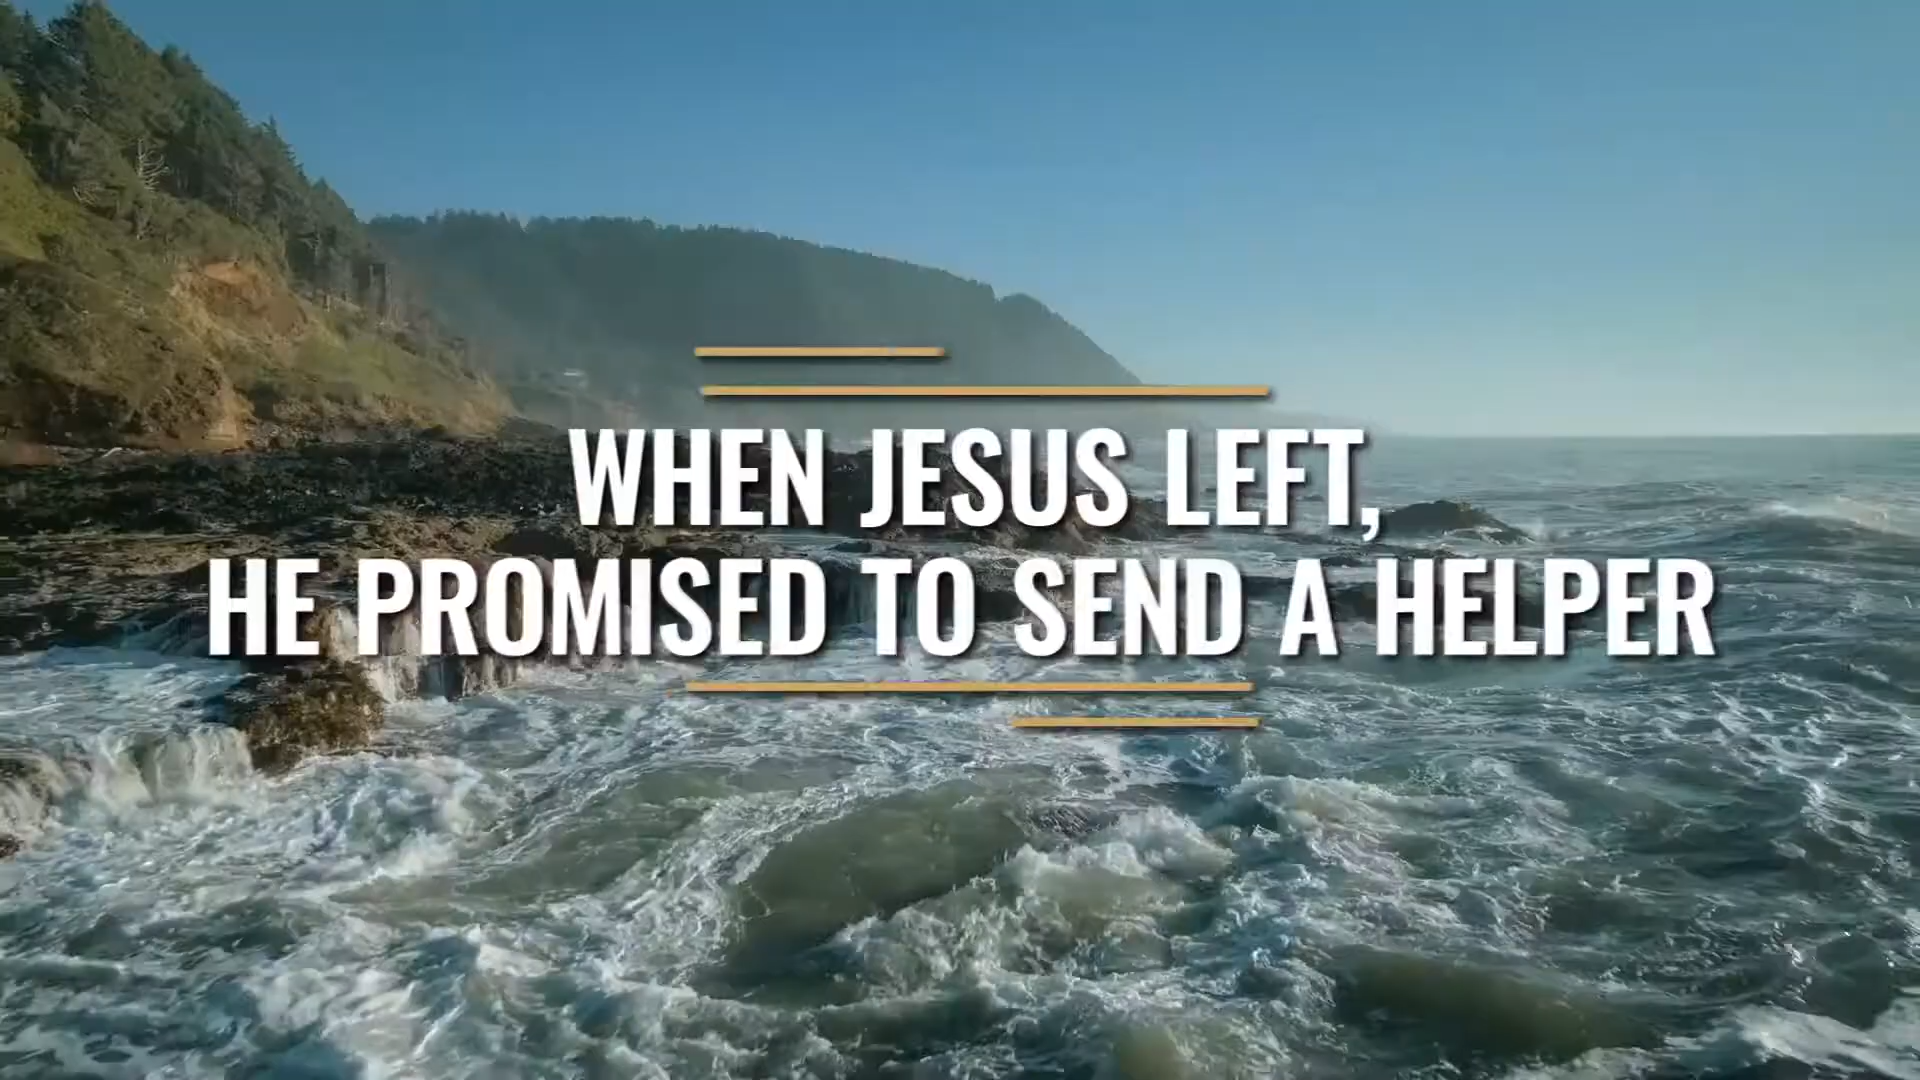 WHEN JESUS LEFT,
HE PROMISED TO SEND A HELPER